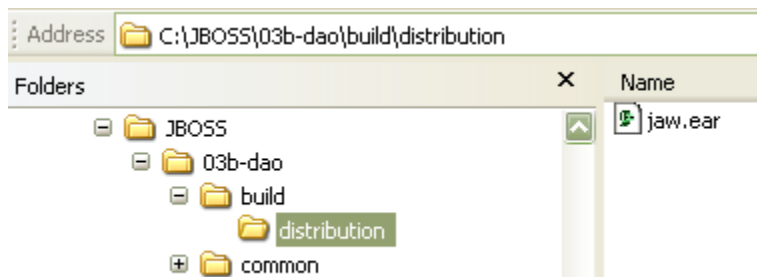 Address C:\JBOSS\03b-dao\build\distribution
Folders
Name
JBOSS
jaw.ear
03b-dao
build
distribution
common